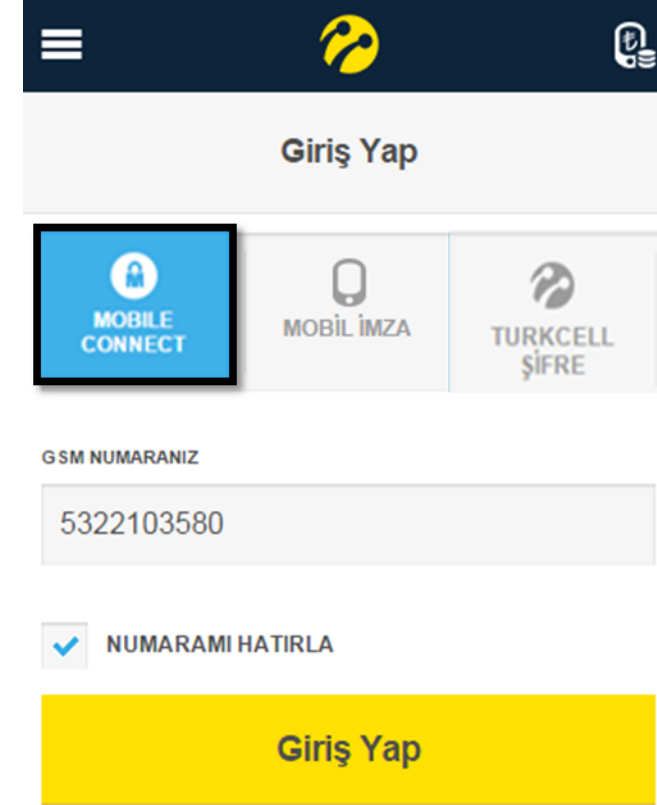 Giriş Yap
MOBILE
CONNECT
MOBİL İMZA
TURKCELL
ŞİFRE
GSM NUMARANIZ
5322103580
NUMARAMI HATIRLA
Giriş Yap